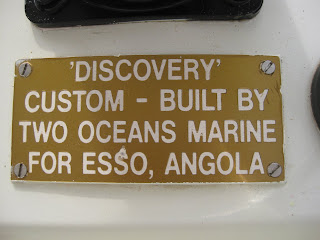 'DISCOVERY'
CUSTOM - BUILT BY
TWO OCEANS MARINE
FOR ESSO, ANGOLA